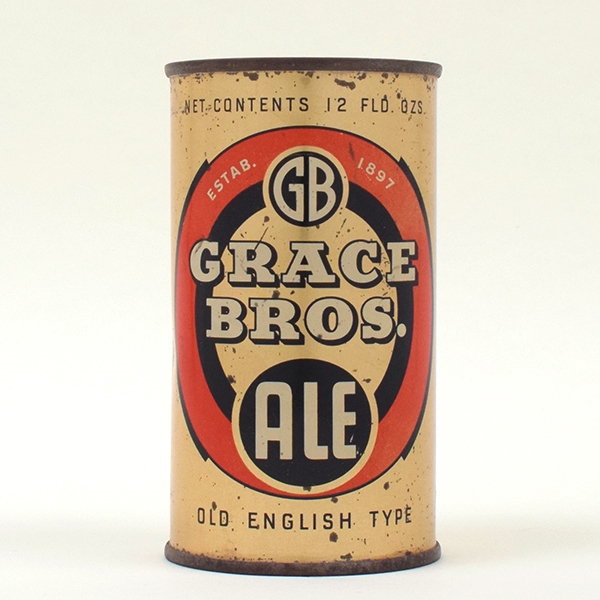 NET CONTENTS 12 FLD. OZS.
ESTAB. 1897
GB
GRACE
BROS.
ALE
OLD ENGLISH TYPE